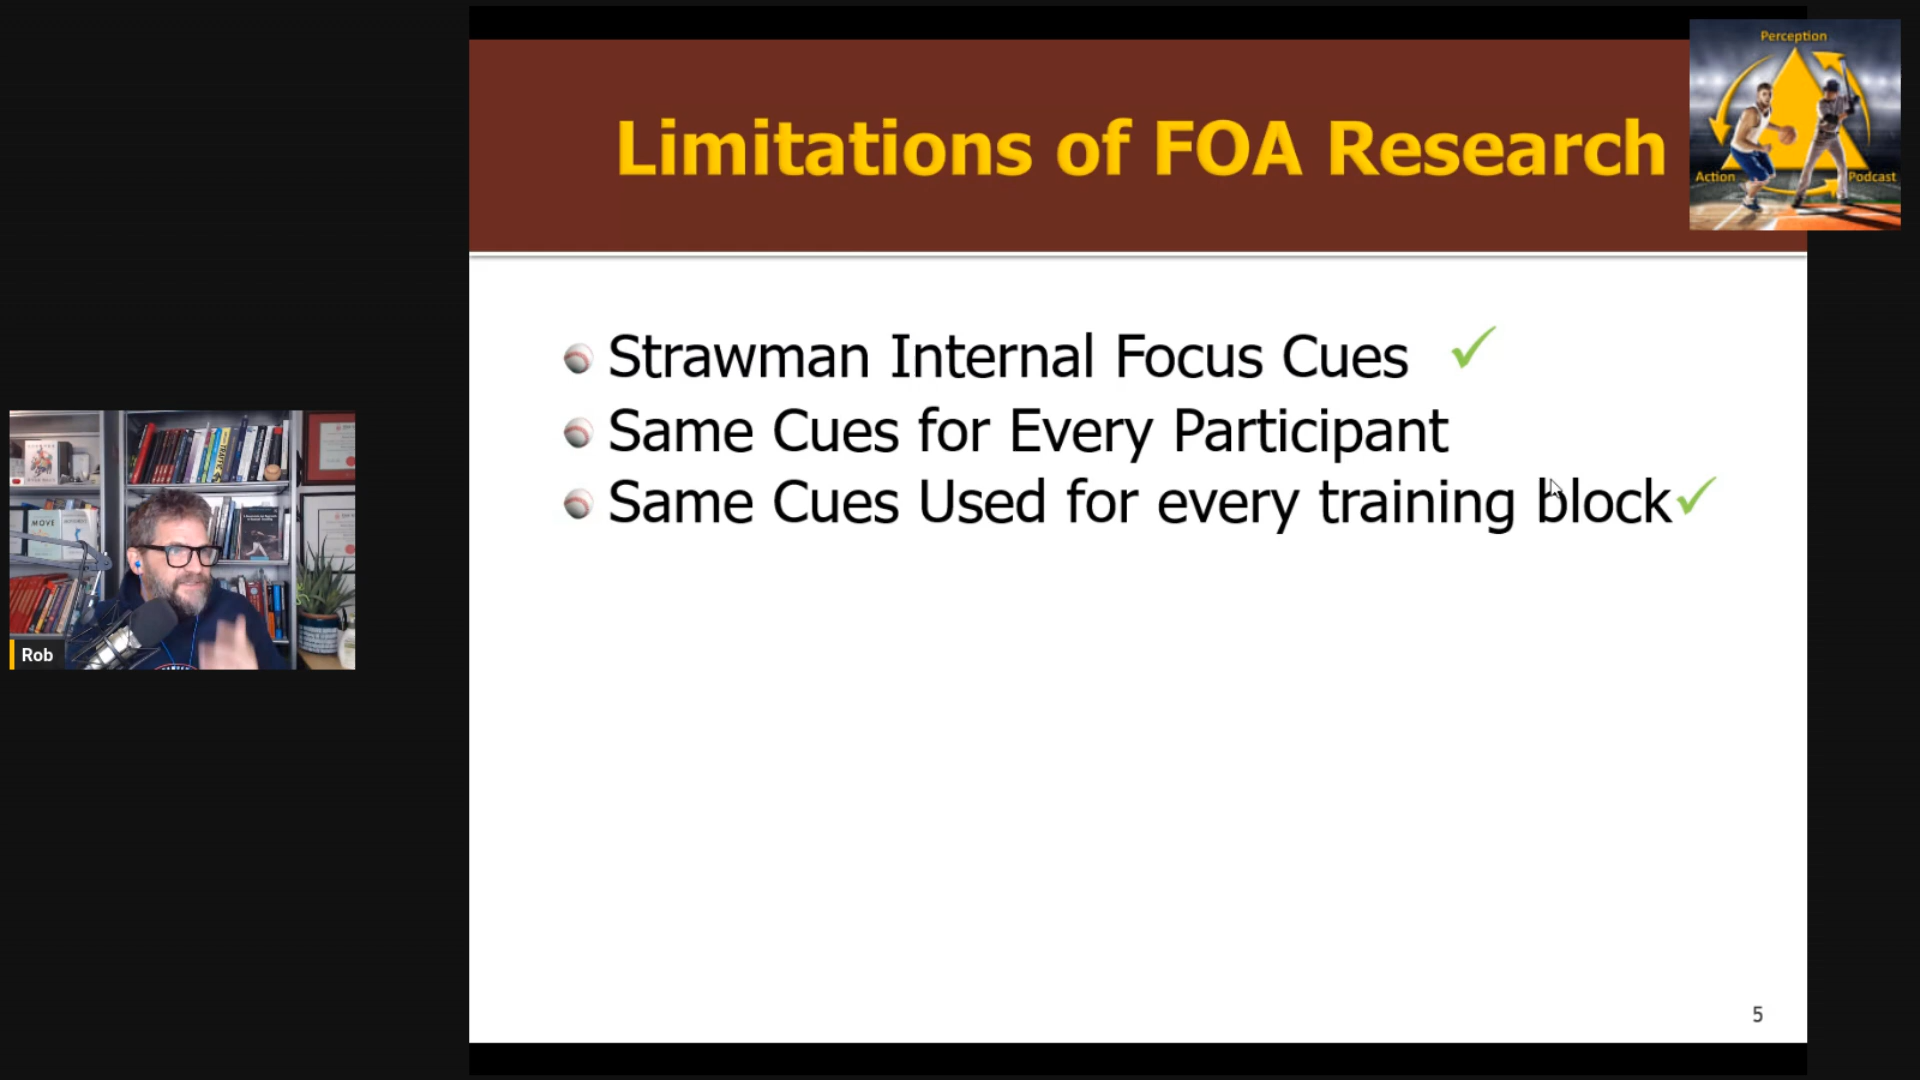 Limitations of FOA Research
Perception
Action
Podcast
Strawman Internal Focus Cues
Same Cues for Every Participant
Same Cues Used for every training block
MOVE
Rob
5